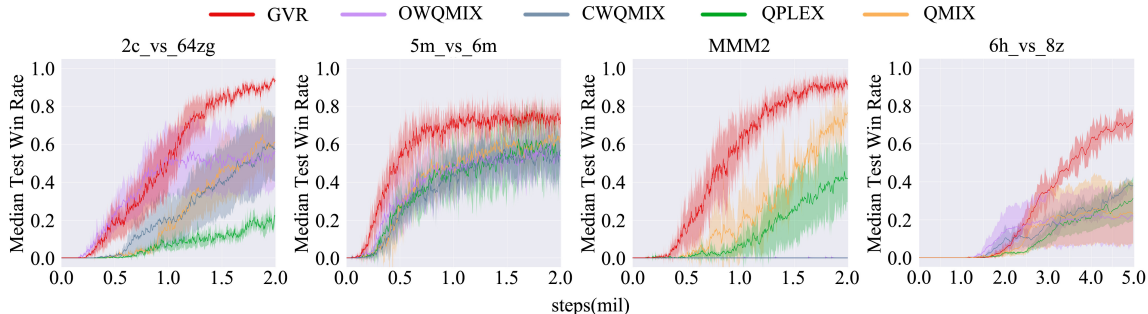 GVR OWQMIX CWQMIX QPLEX QMIX
2c_vs_64zg 5m_vs_6m MMM2 6h_vs_8z
Median Test Win Rate
1.0
0.8
0.6
0.4
0.2
0.0
0.0 0.5 1.0 1.5 2.0
Median Test Win Rate
1.0
0.8
0.6
0.4
0.2
0.0
0.0 0.5 1.0 1.5 2.0
Median Test Win Rate
1.0
0.8
0.6
0.4
0.2
0.0
0.0 0.5 1.0 1.5 2.0
Median Test Win Rate
1.0
0.8
0.6
0.4
0.2
0.0
0.0 1.0 2.0 3.0 4.0 5.0
steps(mil)